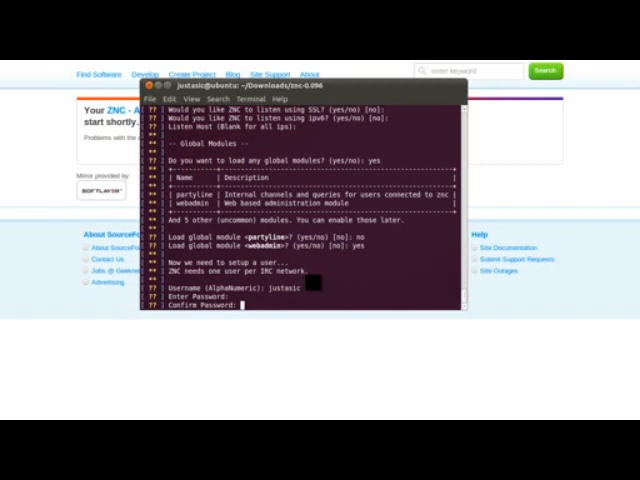 Find Software Develop Create Project Blog Site Support About
enter keyword
Search
Your ZNC - A
start shortly..
Problems with the
Mirror provided by:
SOFTLAYER
About SourceFo
About SourceFo
Contact Us
Jobs @ Geekne
Advertising
Help
Site Documentation
Support Requests
Site Outages
justasic@ubuntu: ~/Downloads/znc-0.096
File Edit View Search Terminal Help
[ ?? ] Would you like ZNC to listen using SSL? (yes/no) [no]:
[ ?? ] Would you like ZNC to listen using ipv6? (yes/no) [no]:
[ ?? ] Listen Host (Blank for all ips):
[ ** ]
[ ** ] -- Global Modules --
[ ** ]
[ ?? ] Do you want to load any global modules? (yes/no): yes
[ ** ] +-----------+----------------------------------------------------+
[ ** ] | Name | Description |
[ ** ] +-----------+----------------------------------------------------+
[ ** ] | partyline | Internal channels and queries for users connected to znc |
[ ** ] | webadmin | Web based administration module |
[ ** ] +-----------+----------------------------------------------------+
[ ** ] And 5 other (uncommon) modules. You can enable those later.
[ ** ]
[ ?? ] Load global module <partyline>? (yes/no) [no]: no
[ ?? ] Load global module <webadmin>? (yes/no) [no]: yes
[ ** ]
[ ** ] Now we need to setup a user...
[ ** ] ZNC needs one user per IRC network.
[ ** ]
[ ?? ] Username (AlphaNumeric): justasic
[ ?? ] Enter Password:
[ ?? ] Confirm Password: